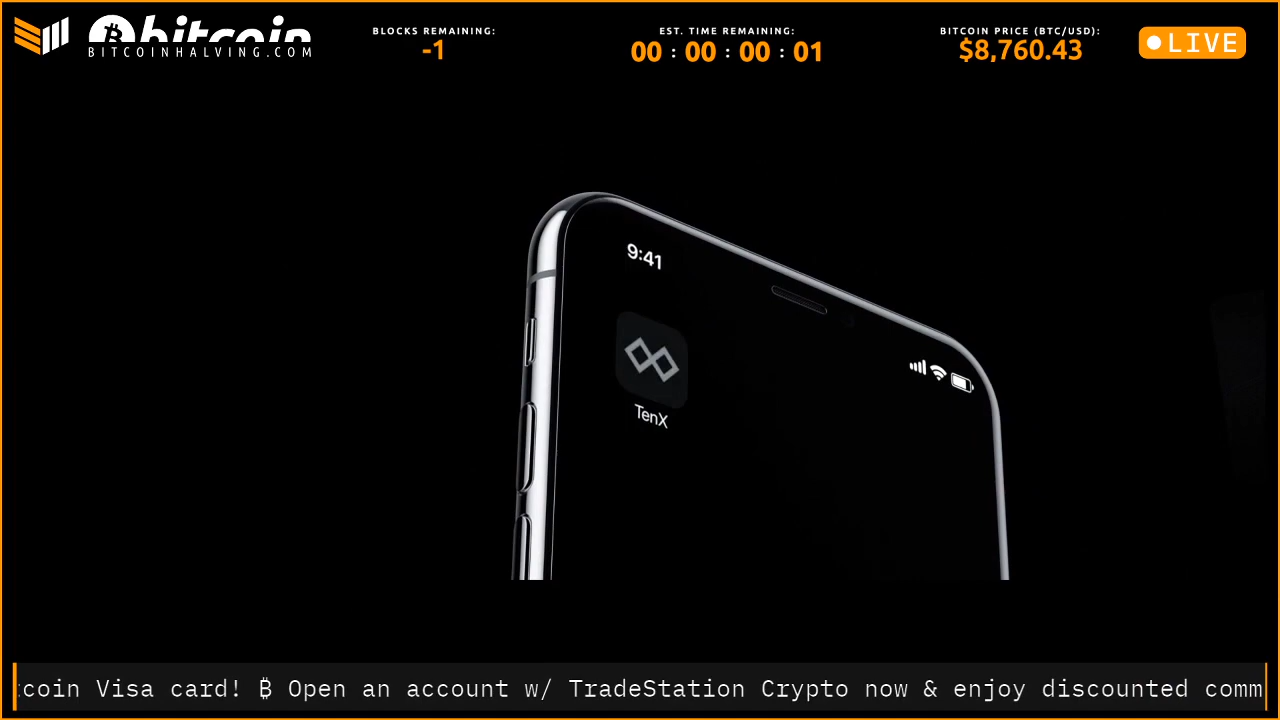 bitcoin
BITCOINHALVING.COM
BLOCKS REMAINING:
-1
EST. TIME REMAINING:
00 : 00 : 00 : 01
BITCOIN PRICE (BTC/USD):
$8,760.43
LIVE
9:41
TenX
coin Visa card! ₿ Open an account w/ TradeStation Crypto now & enjoy discounted comm